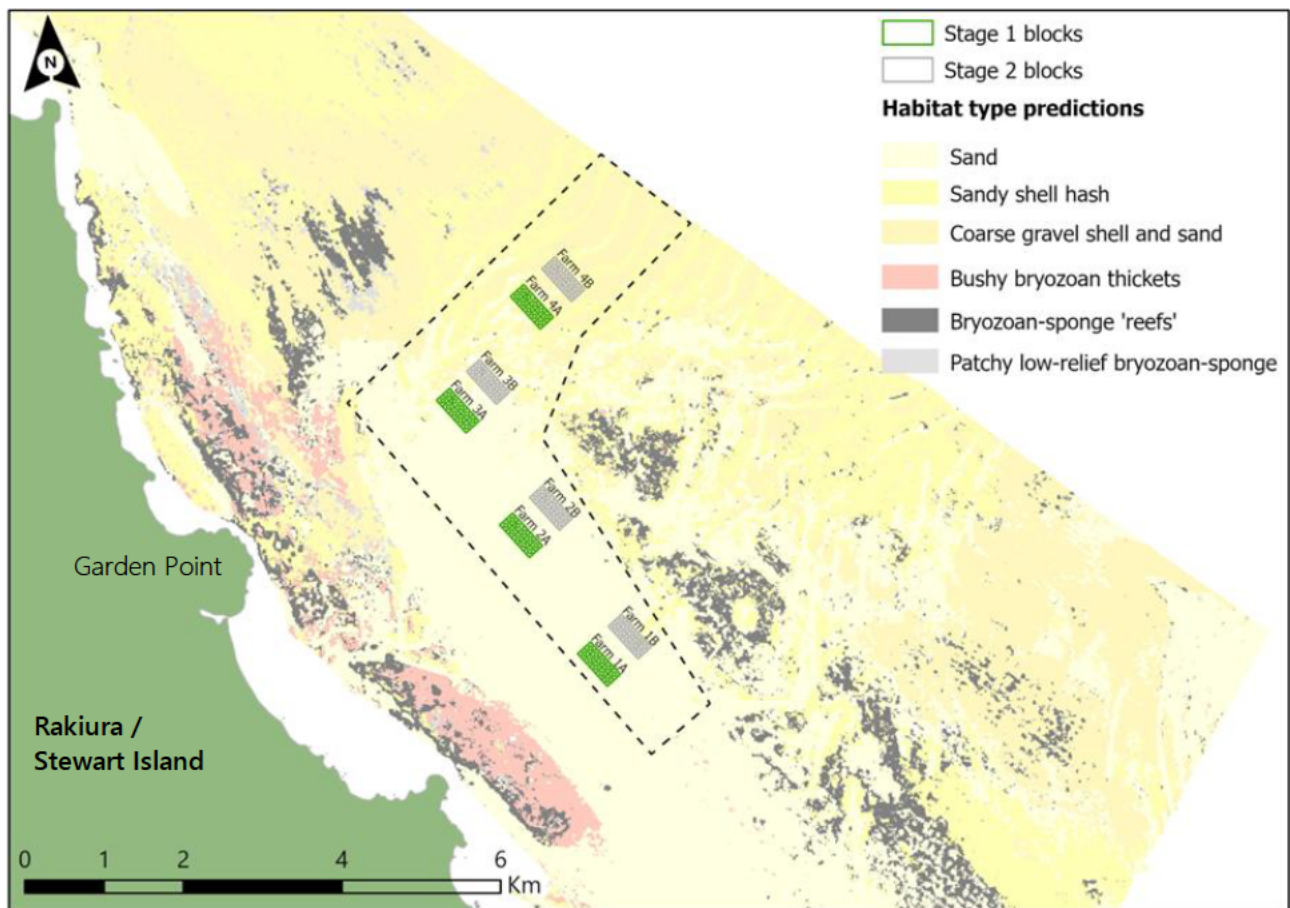 N
Stage 1 blocks
Stage 2 blocks
Habitat type predictions
Sand
Sandy shell hash
Coarse gravel shell and sand
Bushy bryozoan thickets
Bryozoan-sponge 'reefs'
Patchy low-relief bryozoan-sponge
Farm 4B
Farm 4A
Farm 3B
Farm 3A
Farm 2B
Farm 2A
Farm 1B
Farm 1A
Garden Point
Rakiura /
Stewart Island
0 1 2 4 6
Km